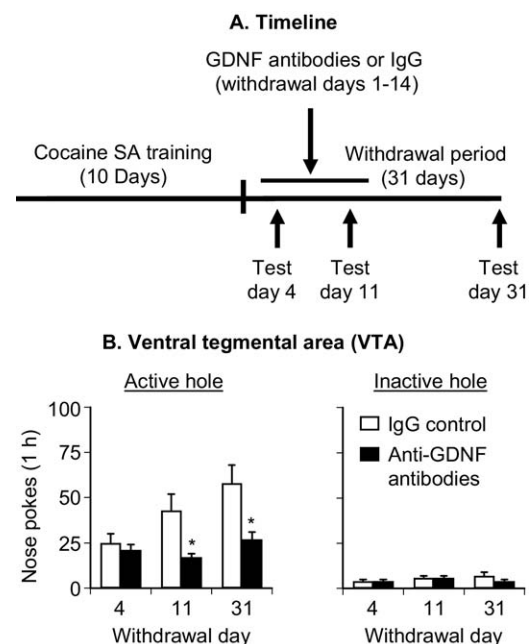 A. Timeline
GDNF antibodies or IgG
(withdrawal days 1-14)
Cocaine SA training
(10 Days)
Withdrawal period
(31 days)
Test
day 4
Test
day 11
Test
day 31
B. Ventral tegmental area (VTA)
Active hole
Inactive hole
Nose pokes (1 h)
100
75
50
25
0
*
*
IgG control
Anti-GDNF
antibodies
4 11 31
Withdrawal day
4 11 31
Withdrawal day